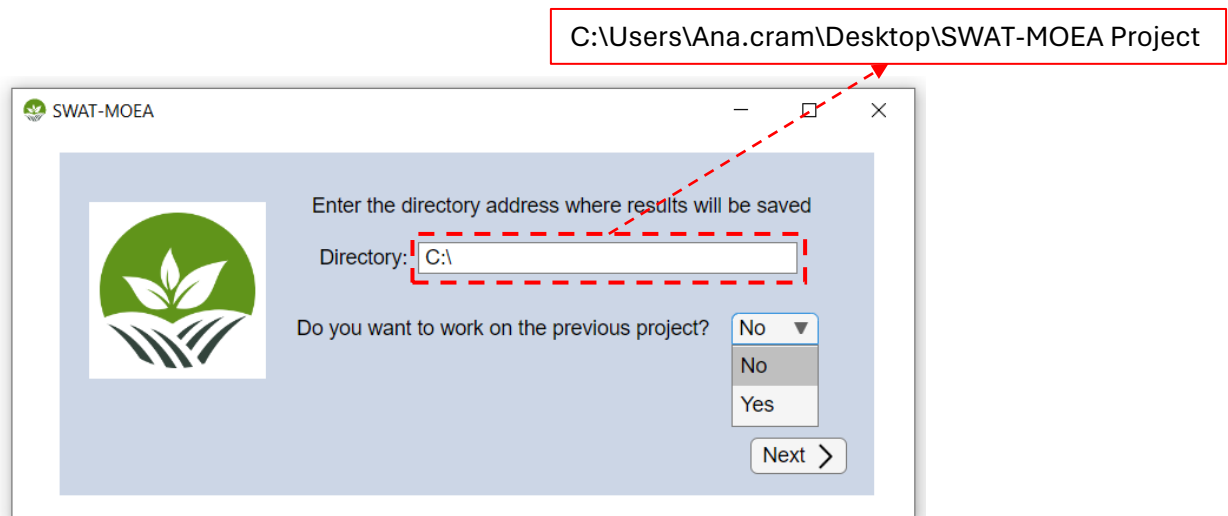 C:\Users\Ana.cram\Desktop\SWAT-MOEA Project
SWAT-MOEA
Enter the directory address where results will be saved
Directory: C:\
Do you want to work on the previous project? No
No
Yes
Next